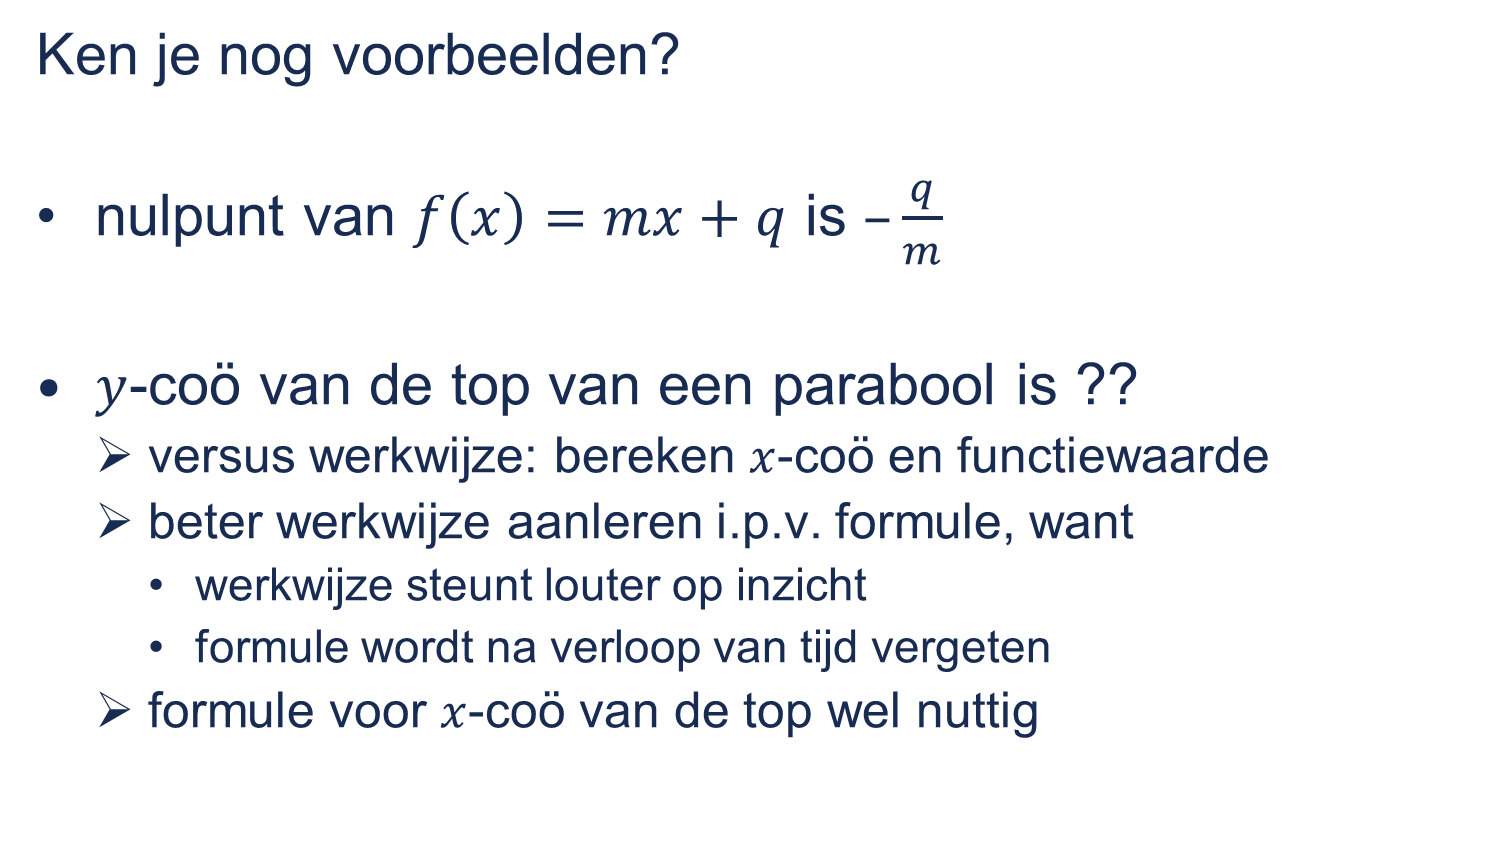 Ken je nog voorbeelden?
• nulpunt van 𝑓(𝑥) = 𝑚𝑥 + 𝑞 is –𝑞/𝑚
• 𝑦-coö van de top van een parabool is ??
➢ versus werkwijze: bereken 𝑥-coö en functiewaarde
➢ beter werkwijze aanleren i.p.v. formule, want
• werkwijze steunt louter op inzicht
• formule wordt na verloop van tijd vergeten
➢ formule voor 𝑥-coö van de top wel nuttig